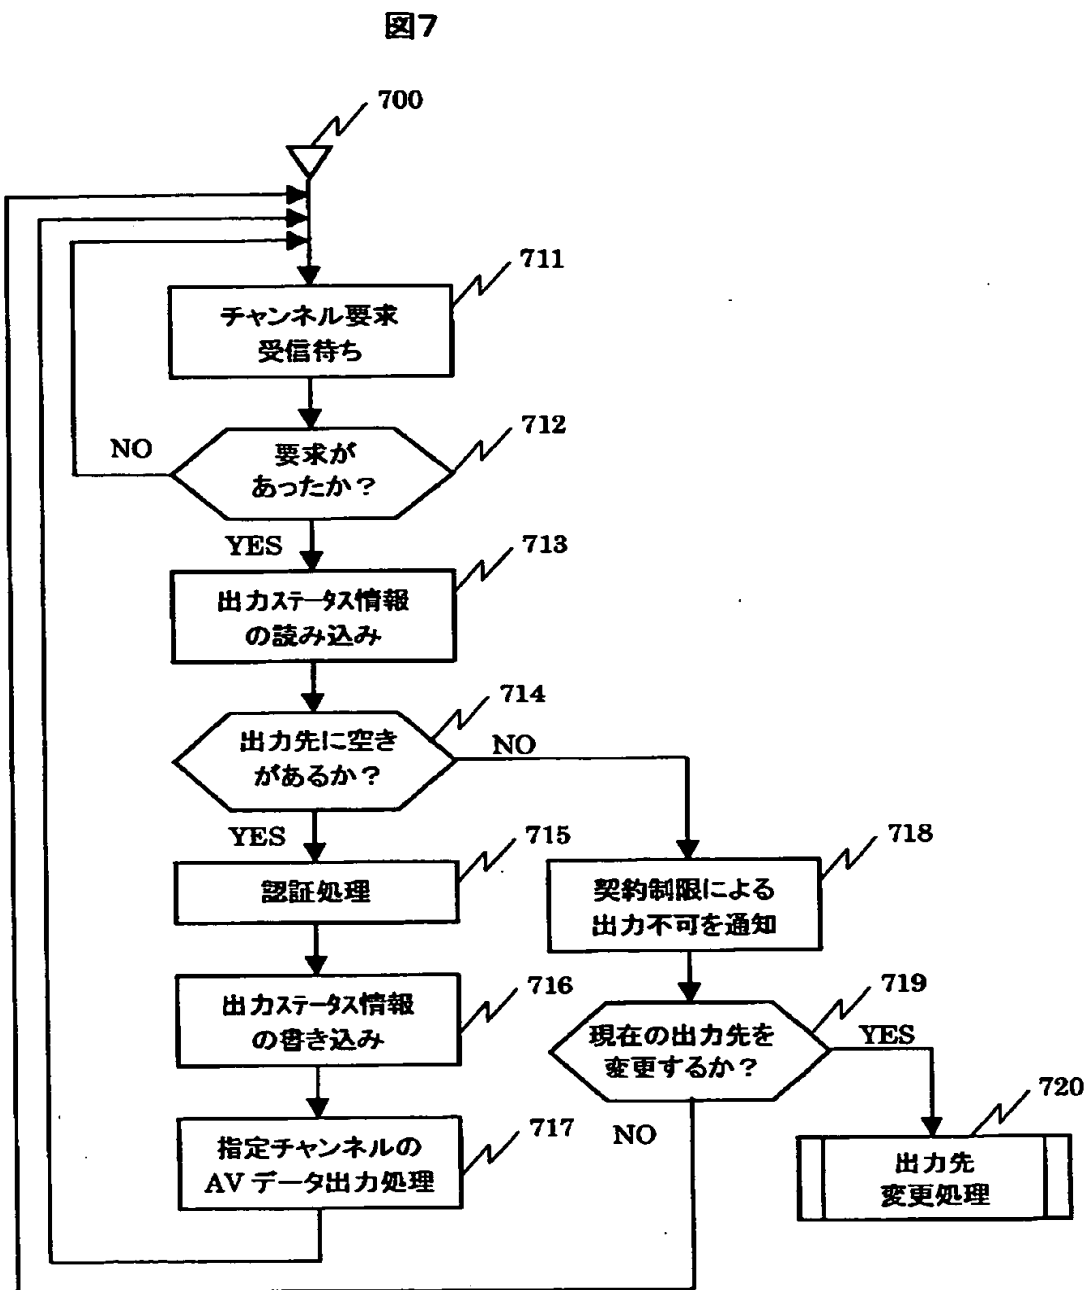 図7
700
711
チャンネル要求
受信待ち
712
NO
要求が
あったか？
YES
713
出力ステータス情報
の読み込み
714
出力先に空き
があるか？
NO
YES
715
認証処理
718
契約制限による
出力不可を通知
716
出力ステータス情報
の書き込み
719
現在の出力先を
変更するか？
YES
717
指定チャンネルの
AVデータ出力処理
NO
720
出力先
変更処理